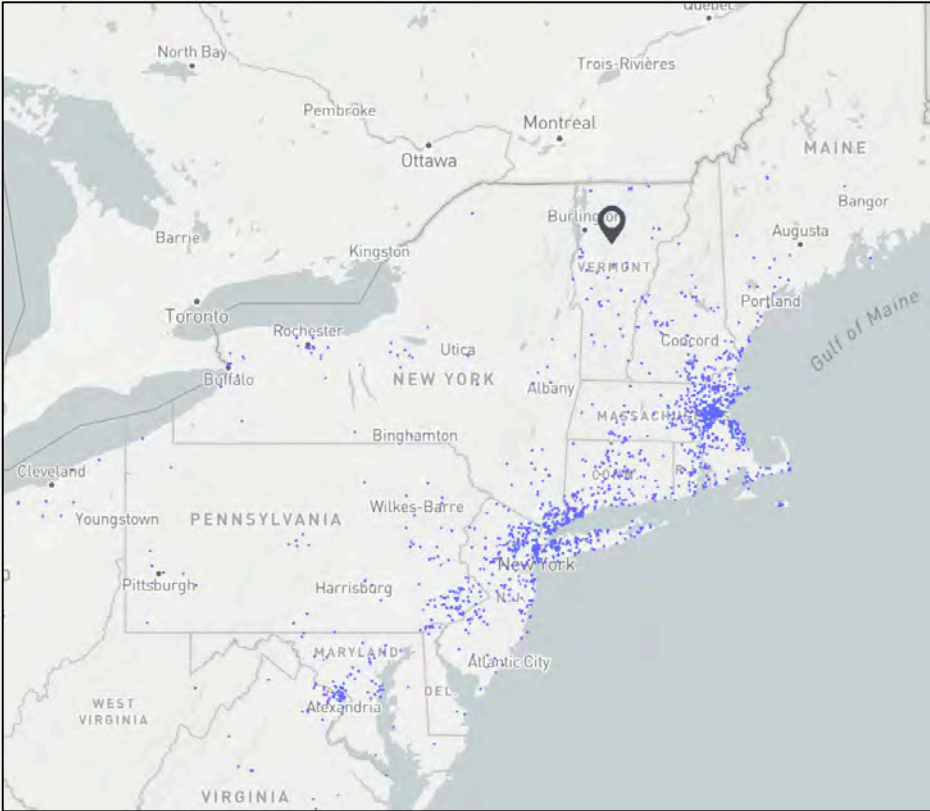 Québec
North Bay
Trois-Rivières
Pembroke
Montreal
MAINE
Ottawa
Bangor
Burlington
Augusta
Barrie
Kingston
VERMONT
Portland
Toronto
Gulf of Maine
Rochester
Concord
Utica
Buffalo
NEW YORK
Albany
MASSACHUSETTS
Binghamton
Cleveland
CONN.
R.I.
Wilkes-Barre
Youngstown
PENNSYLVANIA
New York
Pittsburgh
Harrisburg
N.J.
MARYLAND
Atlantic City
DEL.
WEST
VIRGINIA
Alexandria
VIRGINIA